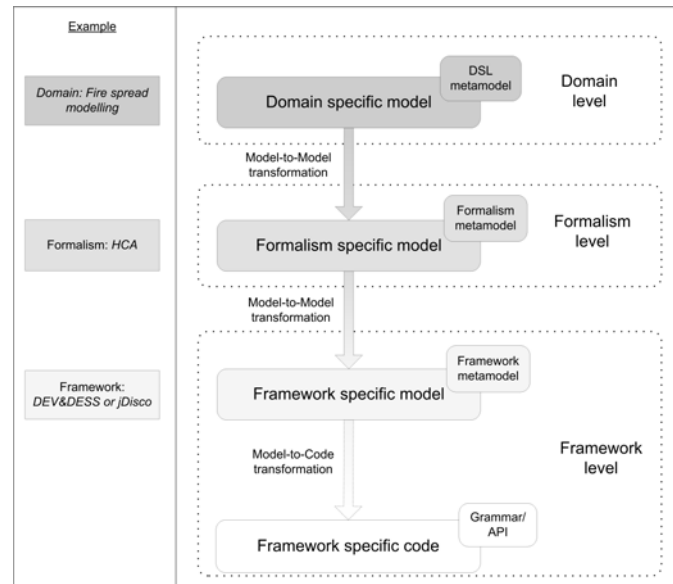 Example
Domain: Fire spread
modelling
Formalism: HCA
Framework:
DEV&DESS or jDisco
DSL
metamodel
Domain specific model
Domain
level
Model-to-Model
transformation
Formalism
metamodel
Formalism specific model
Formalism
level
Model-to-Model
transformation
Framework
metamodel
Framework specific model
Model-to-Code
transformation
Framework
level
Grammar/
API
Framework specific code